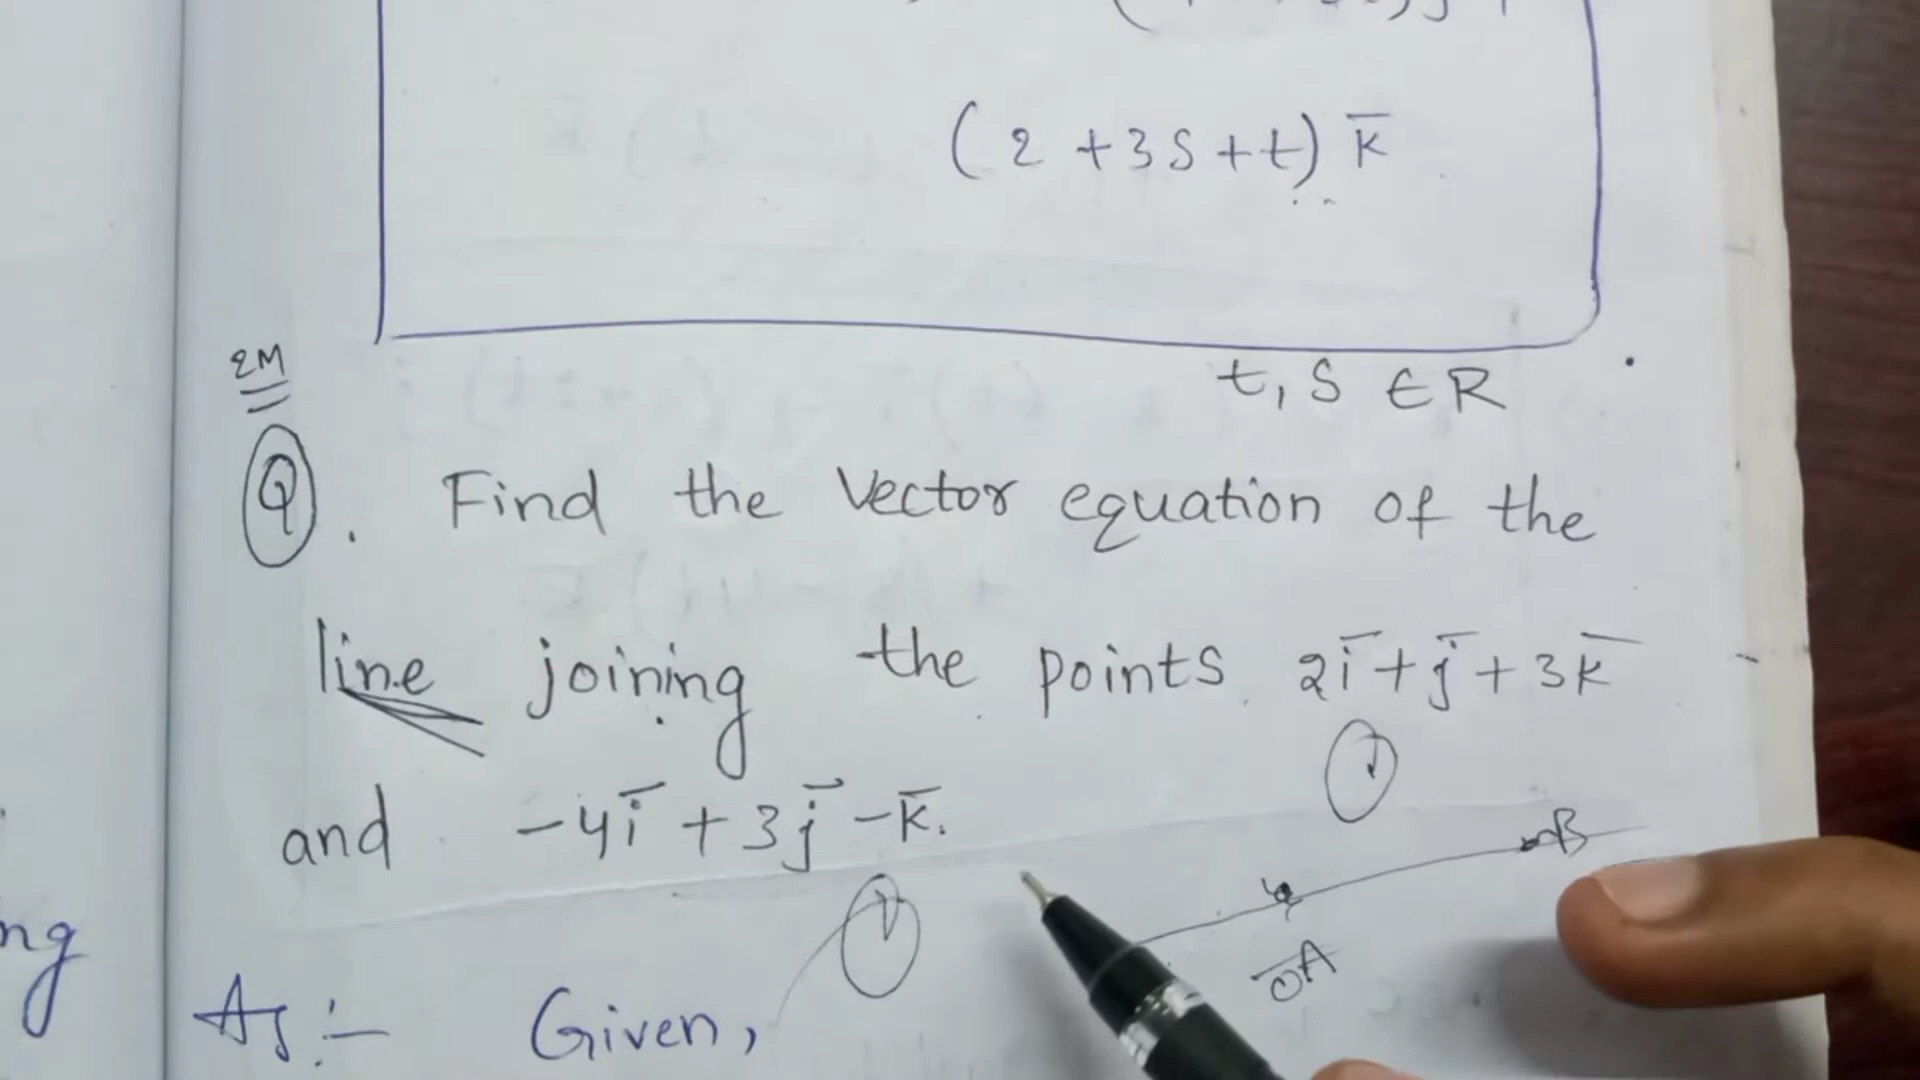 (2 + 3s + t) k̄
t, s ∈ R
2M
Q. Find the Vector equation of the
line joining the points 2ī + j̄ + 3k̄
and -4ī + 3j̄ - k̄.
B
OA
ng
As :- Given,